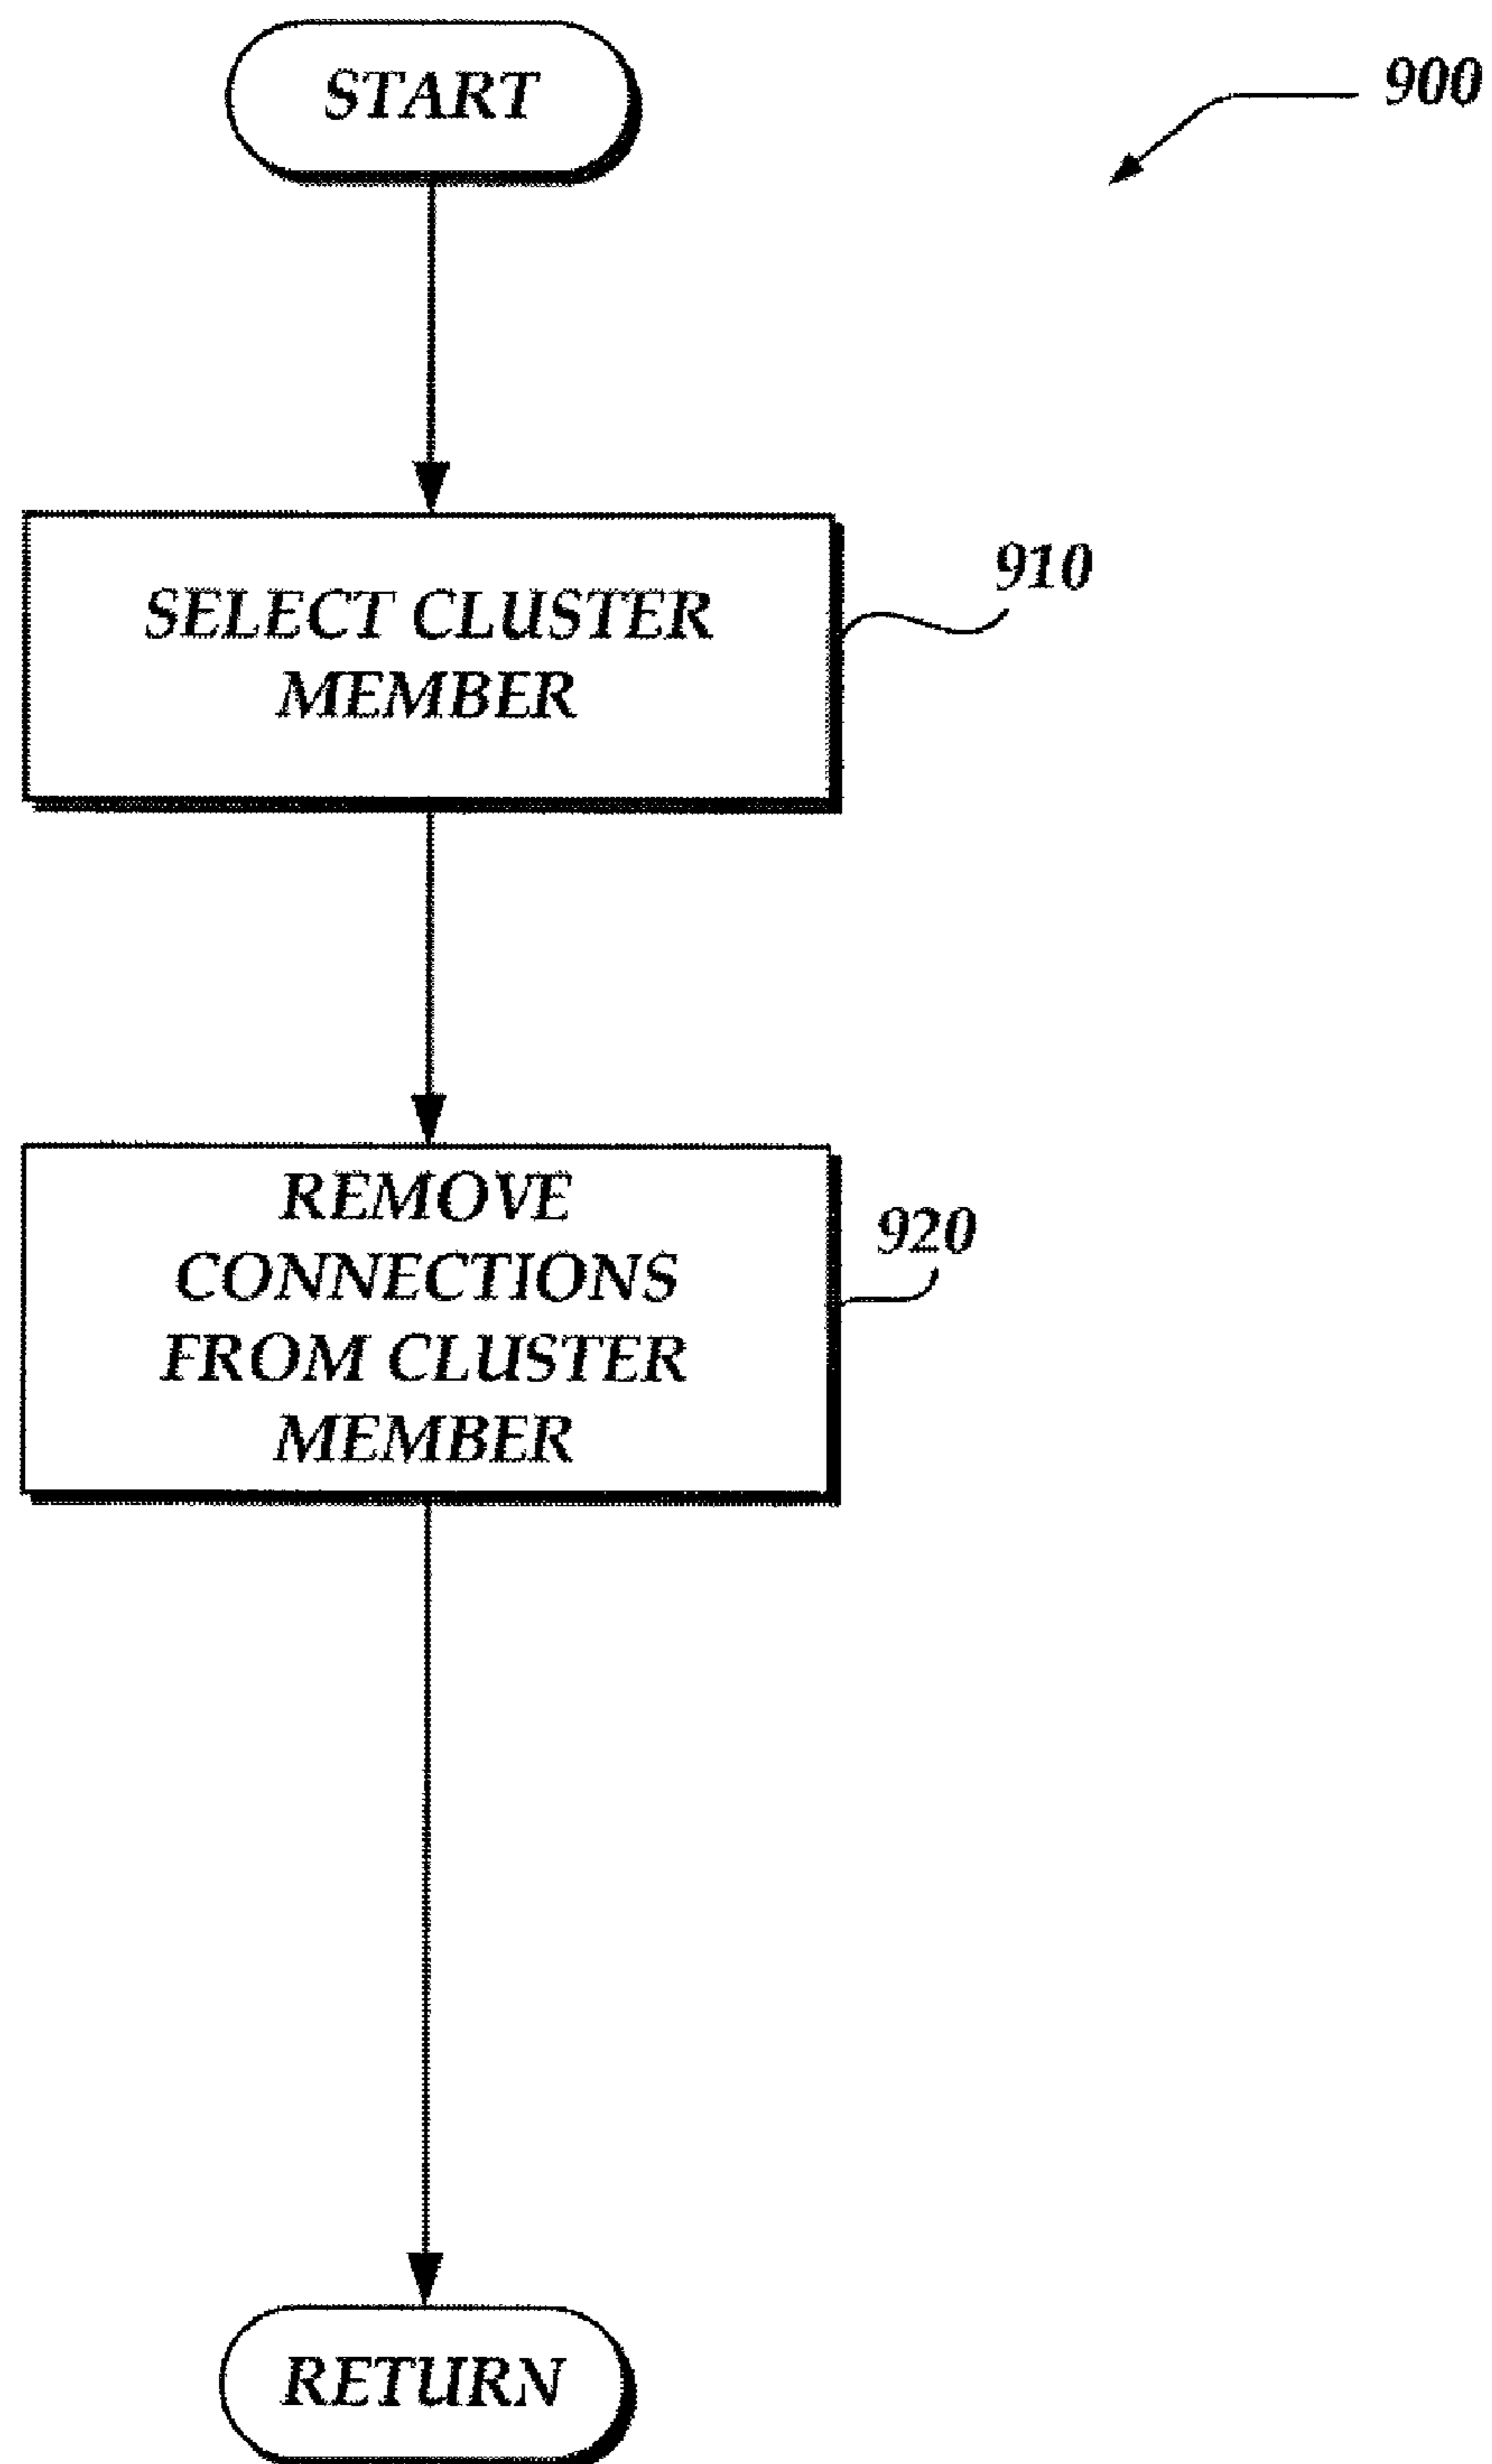 START
900
SELECT CLUSTER
MEMBER
910
REMOVE
CONNECTIONS
FROM CLUSTER
MEMBER
920
RETURN